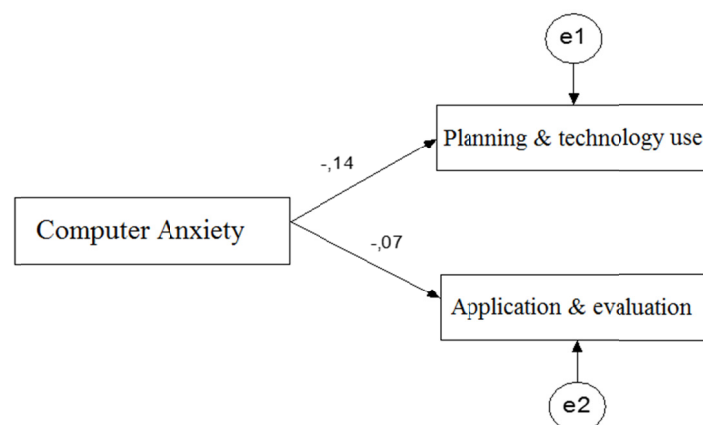 e1
Planning & technology use
-,14
Computer Anxiety
-,07
Application & evaluation
e2